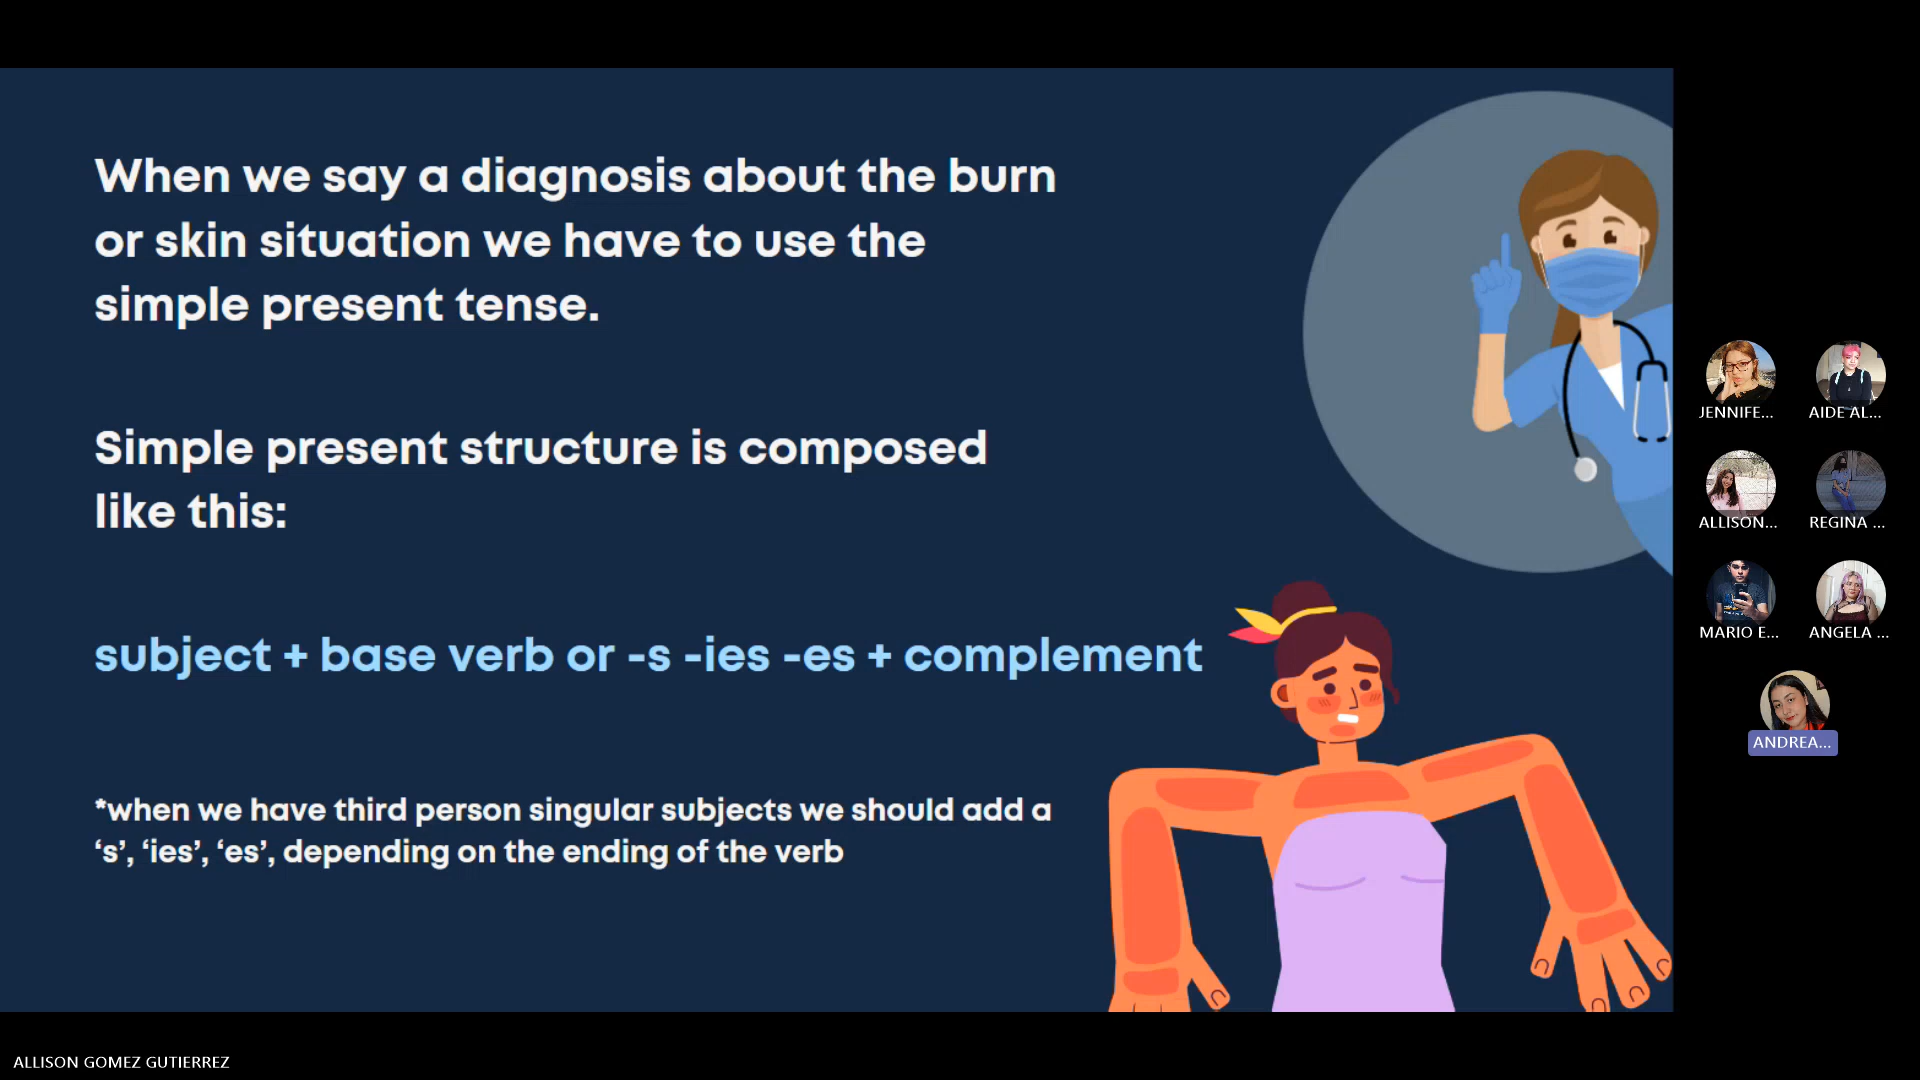 When we say a diagnosis about the burn
or skin situation we have to use the
simple present tense.
Simple present structure is composed
like this:
subject + base verb or -s -ies -es + complement
*when we have third person singular subjects we should add a
‘s’, ‘ies’, ‘es’, depending on the ending of the verb
JENNIFE...
AIDE AL...
ALLISON...
REGINA ...
MARIO E...
ANGELA ...
ANDREA...
ALLISON GOMEZ GUTIERREZ